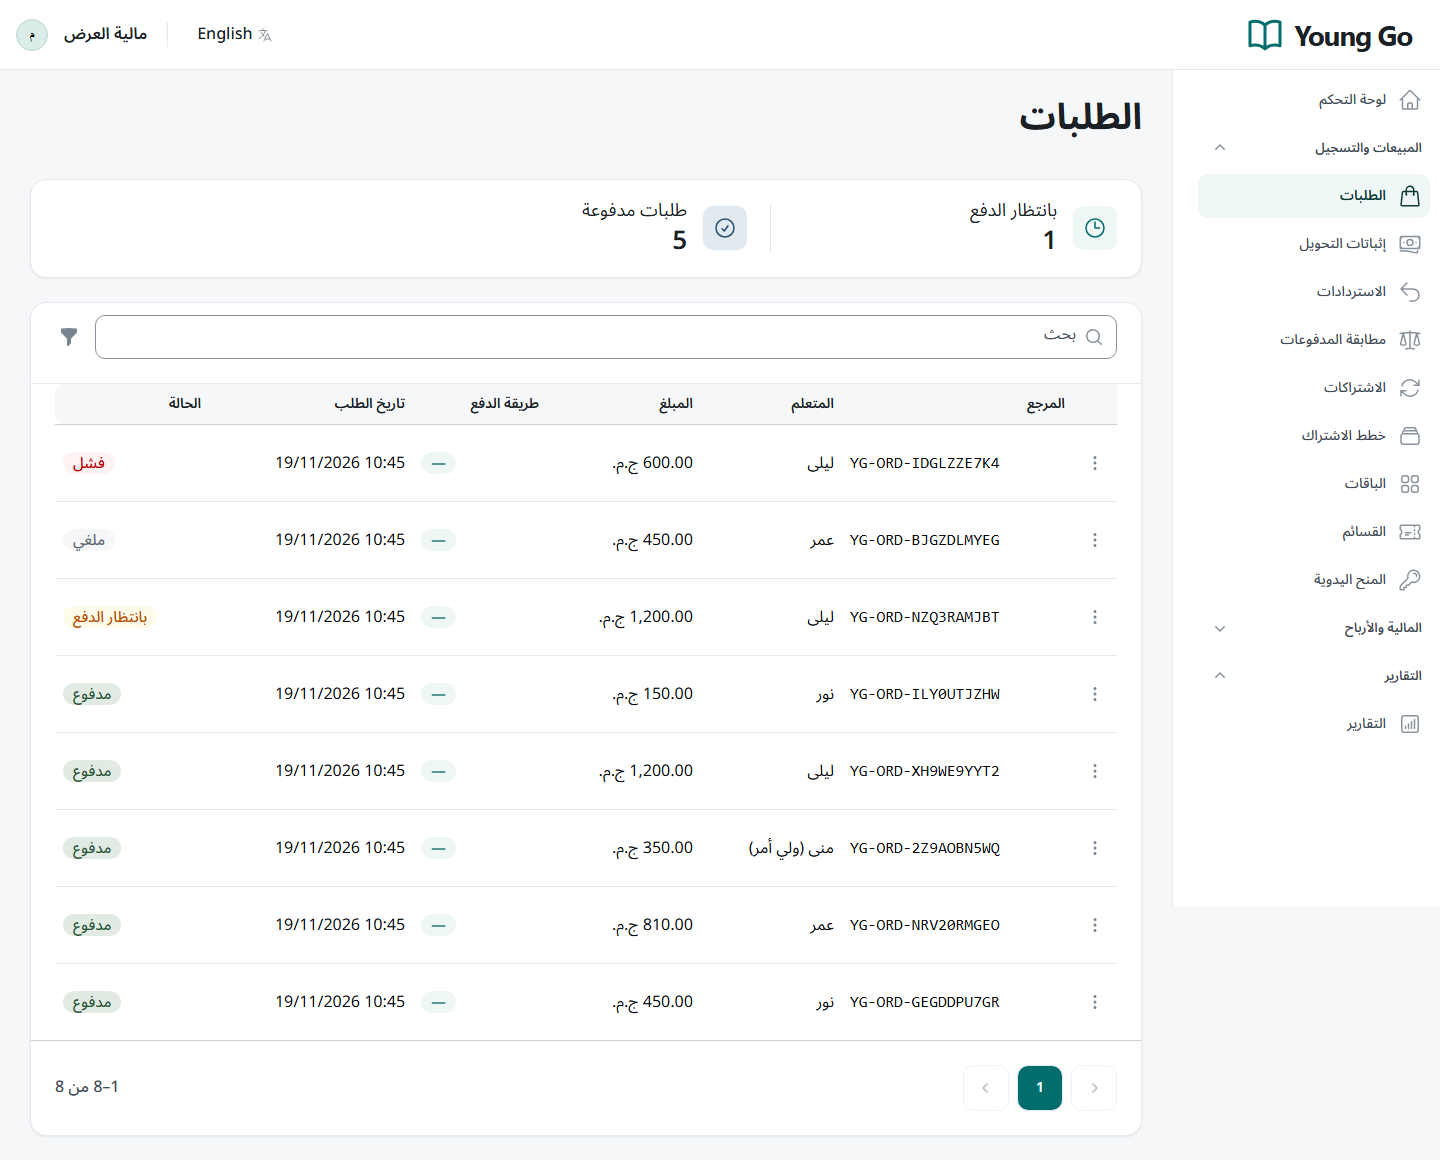 Young Go
English
مالية العرض
م
لوحة التحكم
المبيعات والتسجيل
الطلبات
إثباتات التحويل
الاستردادات
مطابقة المدفوعات
الاشتراكات
خطط الاشتراك
الباقات
القسائم
المنح اليدوية
المالية والأرباح
التقارير
التقارير
الطلبات
بانتظار الدفع
1
طلبات مدفوعة
5
بحث
المرجع المتعلم المبلغ طريقة الدفع تاريخ الطلب الحالة
YG-ORD-IDGLZZE7K4 ليلى 600.00 ج.م. — 19/11/2026 10:45 فشل
YG-ORD-BJGZDLMYEG عمر 450.00 ج.م. — 19/11/2026 10:45 ملغي
YG-ORD-NZQ3RAMJBT ليلى 1,200.00 ج.م. — 19/11/2026 10:45 بانتظار الدفع
YG-ORD-ILY0UTJZHW نور 150.00 ج.م. — 19/11/2026 10:45 مدفوع
YG-ORD-XH9WE9YYT2 ليلى 1,200.00 ج.م. — 19/11/2026 10:45 مدفوع
YG-ORD-2Z9AOBN5WQ منى (ولي أمر) 350.00 ج.م. — 19/11/2026 10:45 مدفوع
YG-ORD-NRV20RMGEO عمر 810.00 ج.م. — 19/11/2026 10:45 مدفوع
YG-ORD-GEGDDPU7GR نور 450.00 ج.م. — 19/11/2026 10:45 مدفوع
1
1–8 من 8